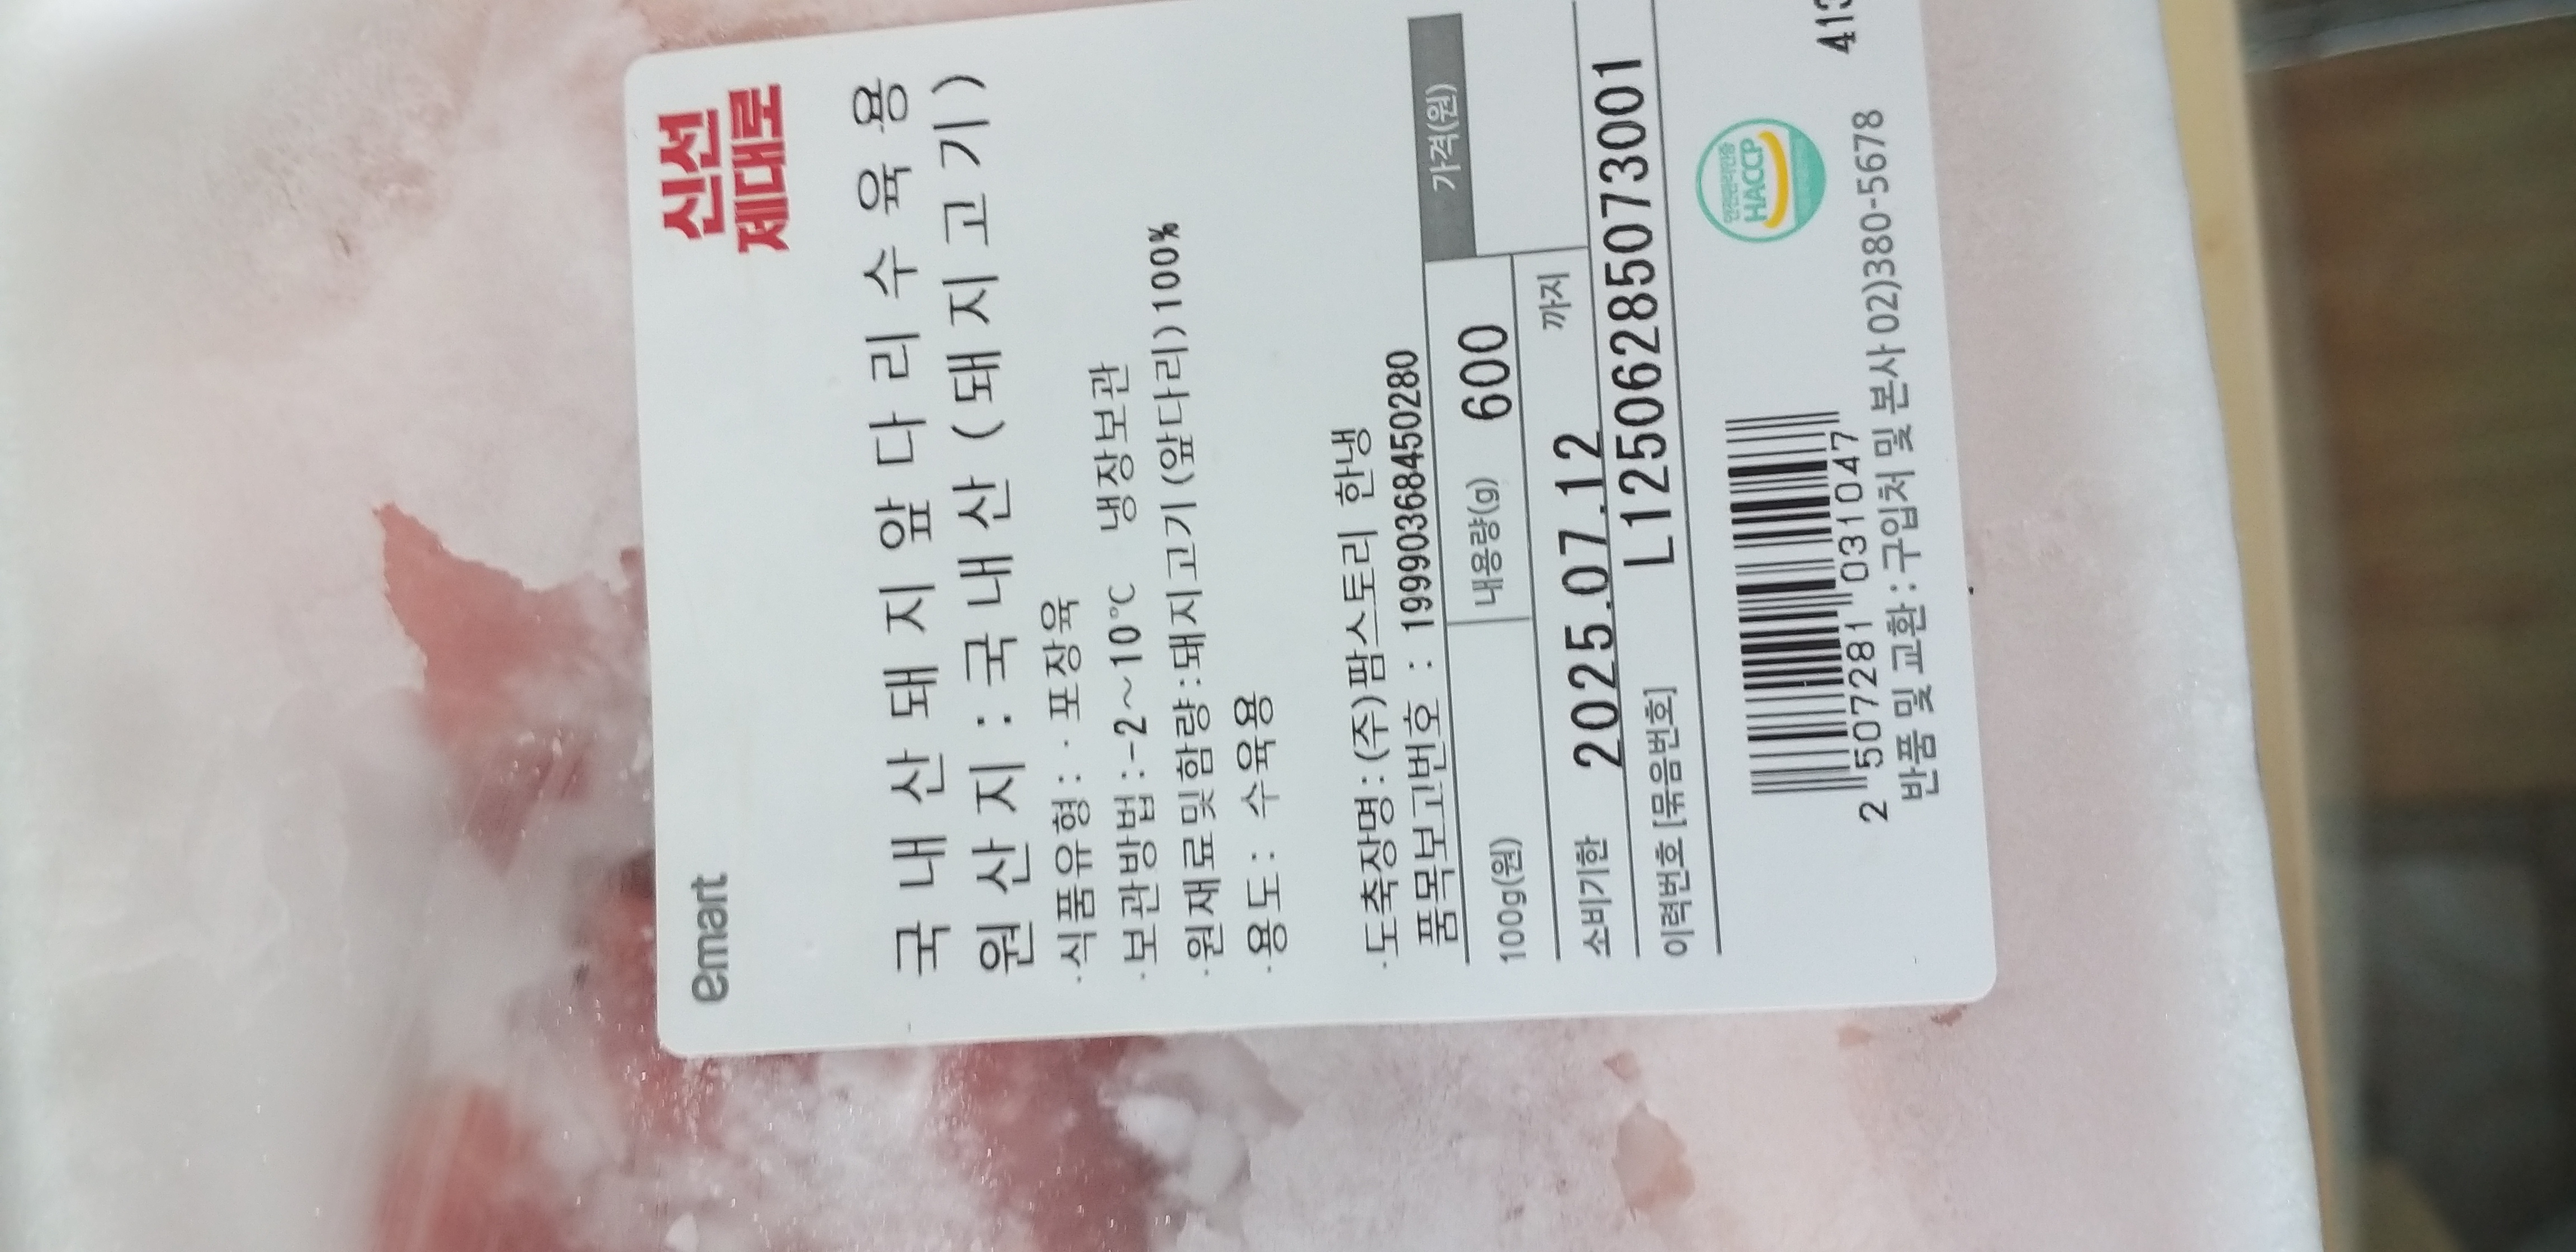 emart
신선
제대로
국내산돼지앞다리수육용
원산지:국내산(돼지고기)
·식품유형: ·포장육
·보관방법:-2~10℃ 냉장보관
·원재료및함량:돼지고기(앞다리)100%
·용도: 수육용
·도축장명:(주)팜스토리 한냉
품목보고번호 : 1999036845028​0
100g(원) 내용량(g) 600 가격(원)
소비기한 2025.07.12 까지
이력번호 [묶음번호] L12506285073001
HACCP
2 507281 031047
반품 및 교환 : 구입처 및 본사 02)380-5678